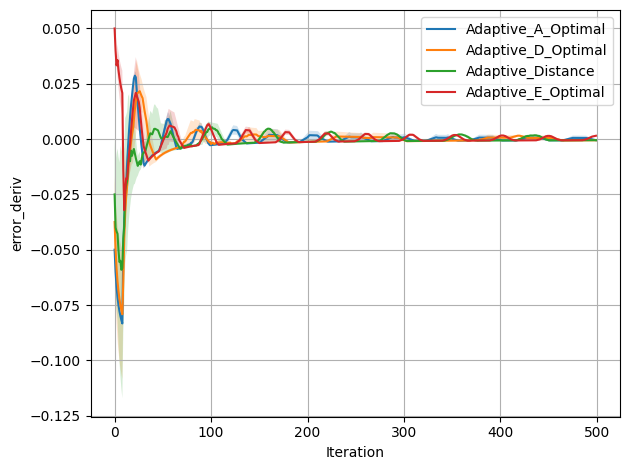 Adaptive_A_Optimal
Adaptive_D_Optimal
Adaptive_Distance
Adaptive_E_Optimal
error_deriv
0.050
0.025
0.000
−0.025
−0.050
−0.075
−0.100
−0.125
0 100 200 300 400 500
Iteration